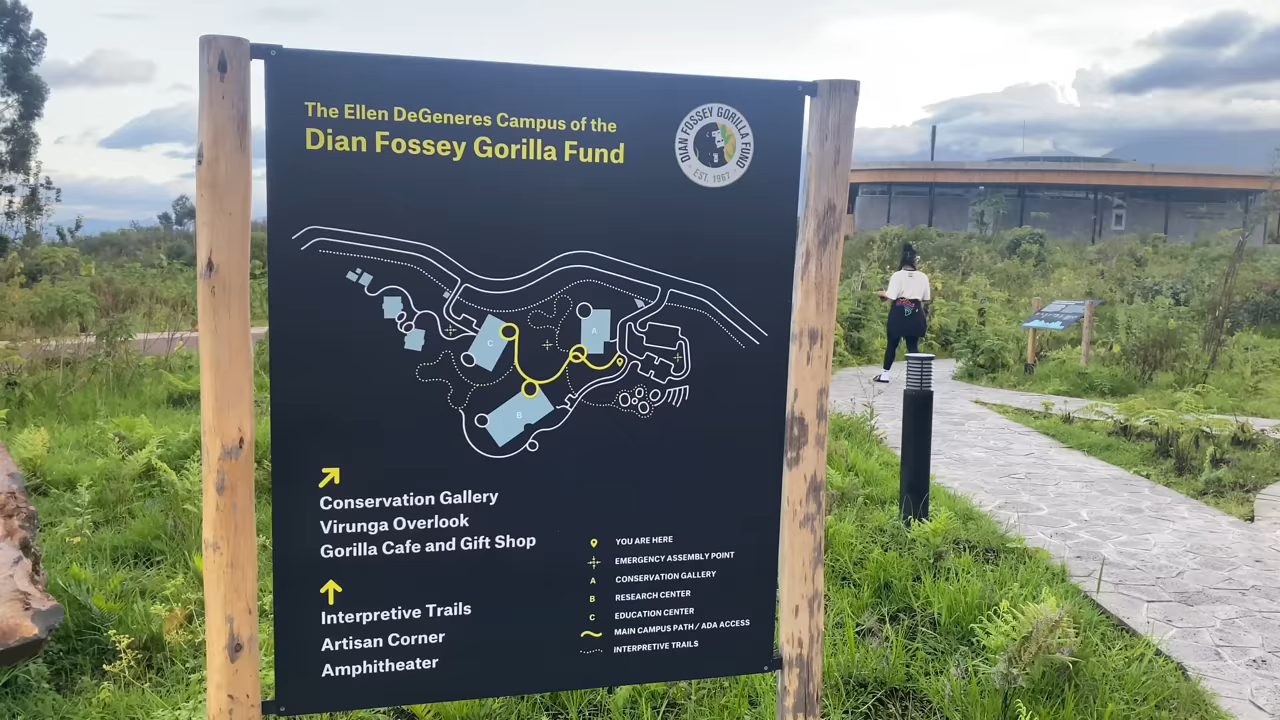 The Ellen DeGeneres Campus of the
Dian Fossey Gorilla Fund
DIAN FOSSEY GORILLA FUND
EST. 1967
A
C
B
Conservation Gallery
Virunga Overlook
Gorilla Cafe and Gift Shop
Interpretive Trails
Artisan Corner
Amphitheater
YOU ARE HERE
EMERGENCY ASSEMBLY POINT
A CONSERVATION GALLERY
B RESEARCH CENTER
C EDUCATION CENTER
MAIN CAMPUS PATH / ADA ACCESS
INTERPRETIVE TRAILS